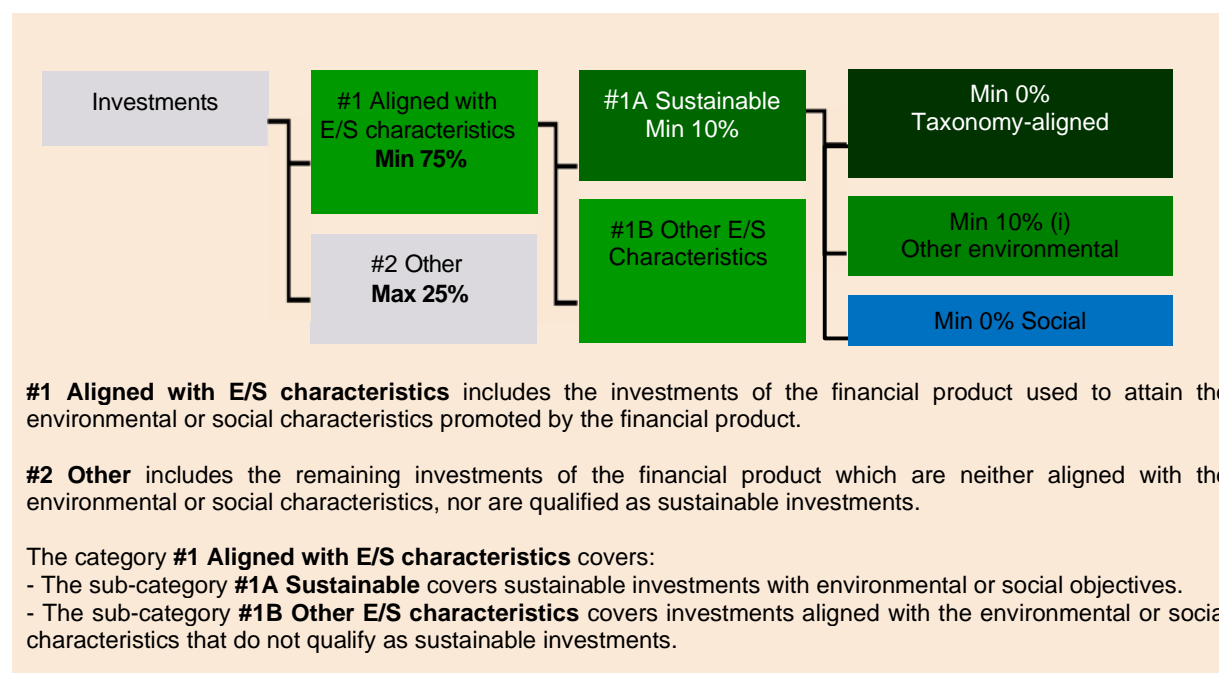 Investments
#1 Aligned with
E/S characteristics
Min 75%
#2 Other
Max 25%
#1A Sustainable
Min 10%
#1B Other E/S
Characteristics
Min 0%
Taxonomy-aligned
Min 10% (i)
Other environmental
Min 0% Social
#1 Aligned with E/S characteristics includes the investments of the financial product used to attain the
environmental or social characteristics promoted by the financial product.
#2 Other includes the remaining investments of the financial product which are neither aligned with the
environmental or social characteristics, nor are qualified as sustainable investments.
The category #1 Aligned with E/S characteristics covers:
- The sub-category #1A Sustainable covers sustainable investments with environmental or social objectives.
- The sub-category #1B Other E/S characteristics covers investments aligned with the environmental or social
characteristics that do not qualify as sustainable investments.